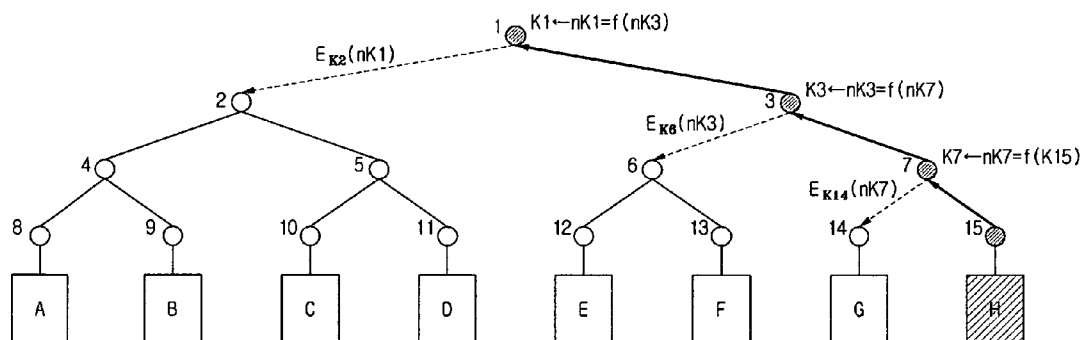 1 K1←nK1=f(nK3)
E_K2(nK1)
2 3 K3←nK3=f(nK7)
E_K6(nK3)
4 5 6 7 K7←nK7=f(K15)
E_K14(nK7)
8 9 10 11 12 13 14 15
A B C D E F G H